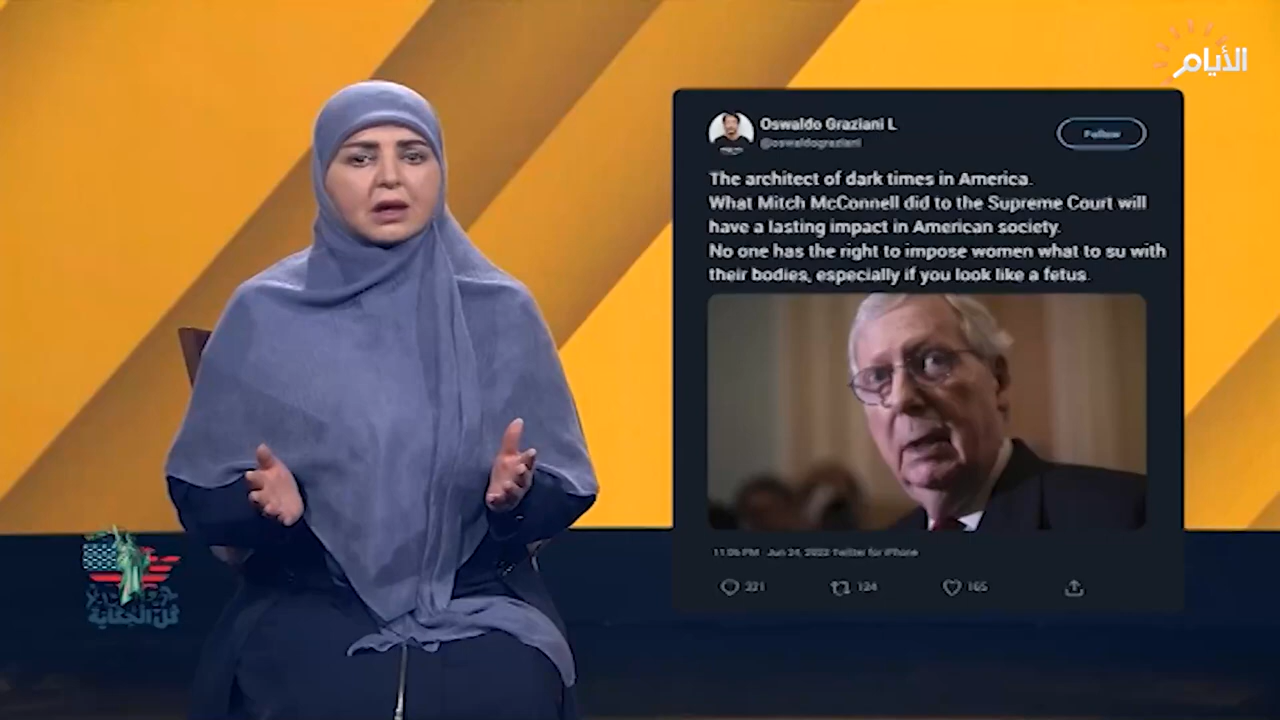 الأيام
Oswaldo Graziani L
@oswaldograziani
Follow
The architect of dark times in America.
What Mitch McConnell did to the Supreme Court will
have a lasting impact in American society.
No one has the right to impose women what to su with
their bodies, especially if you look like a fetus.
11:06 PM · Jun 24, 2022 Twitter for iPhone
321
124
165
كل الحكاية